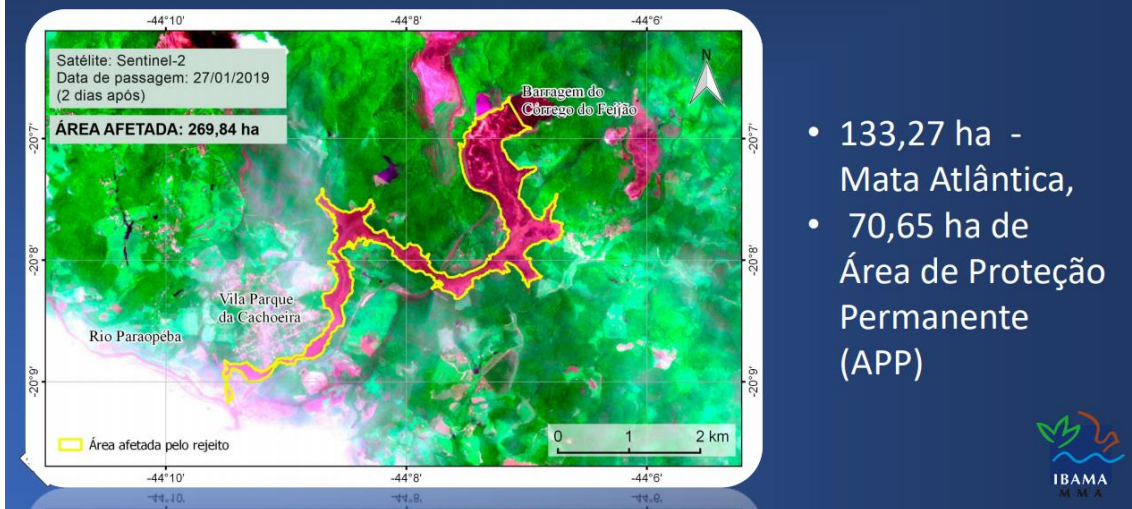 -44°10'
-44°8'
-44°6'
Satélite: Sentinel-2
Data de passagem: 27/01/2019
(2 dias após)
ÁREA AFETADA: 269,84 ha
N
Barragem do
Córrego do Feijão
-20°7'
-20°7'
-20°8'
-20°8'
Vila Parque
da Cachoeira
Rio Paraopéba
-20°9'
-20°9'
Área afetada pelo rejeito
0 1 2 km
-44°10'
-44°8'
-44°6'
• 133,27 ha -
Mata Atlântica,
• 70,65 ha de
Área de Proteção
Permanente
(APP)
IBAMA
MMA